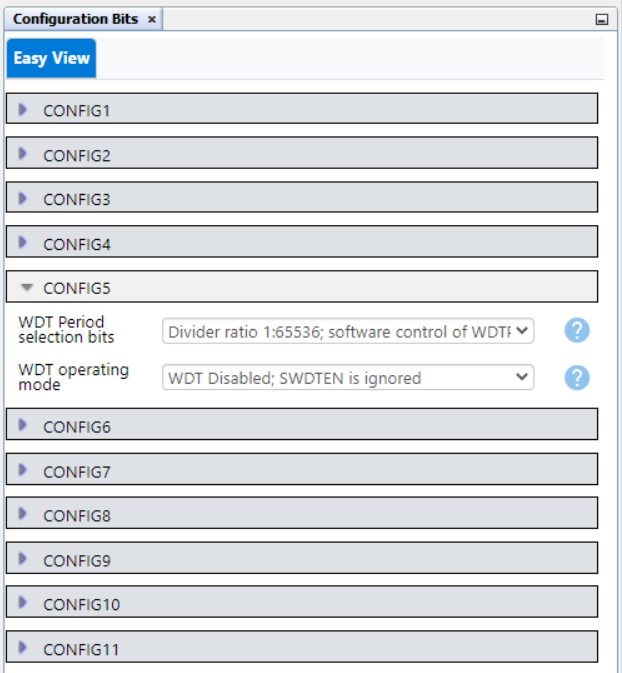 Configuration Bits ×
Easy View
CONFIG1
CONFIG2
CONFIG3
CONFIG4
CONFIG5
WDT Period
selection bits
Divider ratio 1:65536; software control of WDTF
?
WDT operating
mode
WDT Disabled; SWDTEN is ignored
?
CONFIG6
CONFIG7
CONFIG8
CONFIG9
CONFIG10
CONFIG11